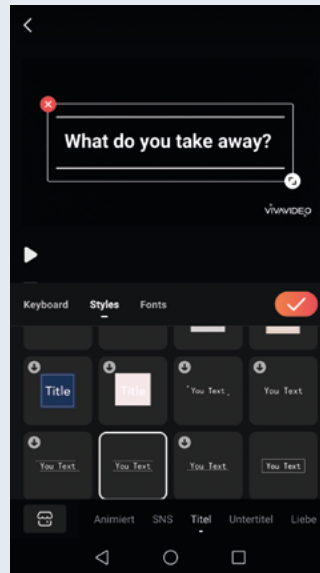 What do you take away?
VIVAVIDEO
Keyboard Styles Fonts
Title Title You Text You Text
You Text You Text You Text You Text
Animiert SNS Titel Untertitel Liebe